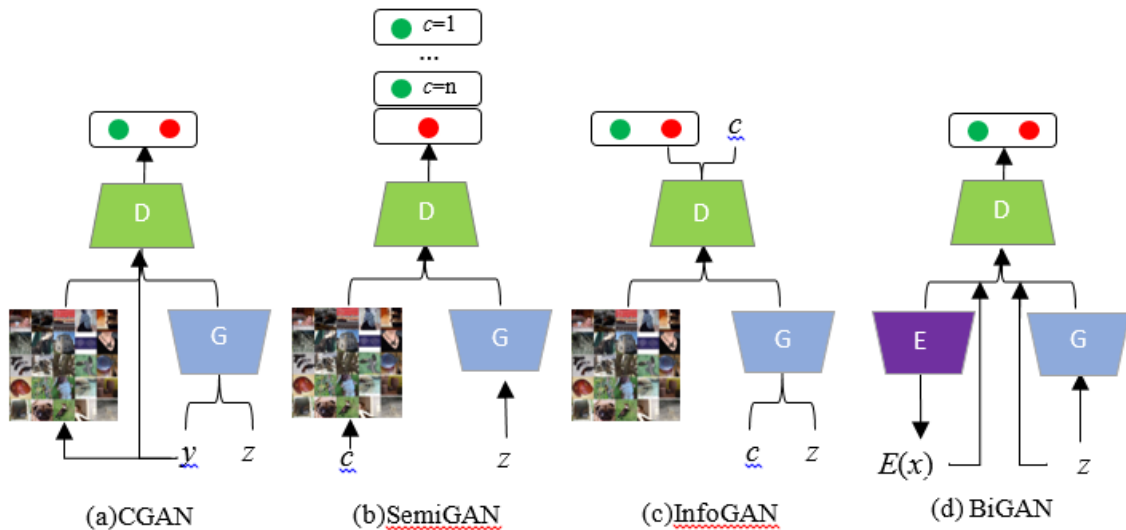 c=1
...
c=n
c
D
D
D
D
G
G
G
E
G
y
z
c
z
c
z
E(x)
z
(a)CGAN
(b)SemiGAN
(c)InfoGAN
(d) BiGAN